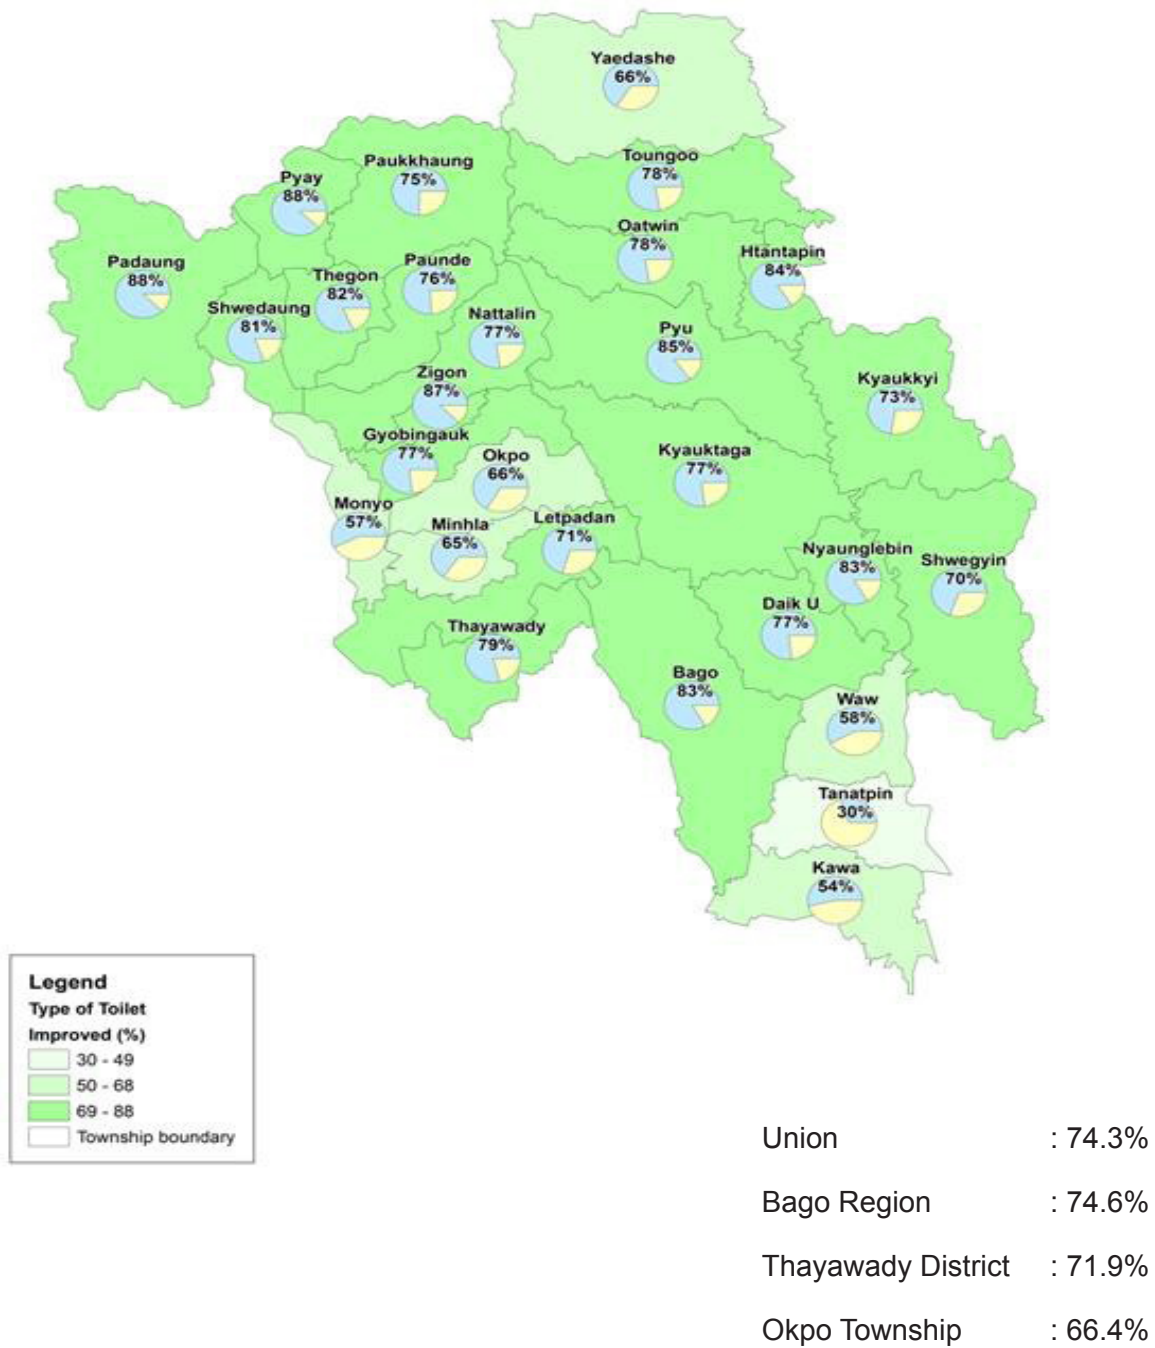 Yaedashe
66%
Toungoo
78%
Paukkhaung
75%
Pyay
88%
Oatwin
78%
Htantapin
84%
Padaung
88%
Thegon
82%
Paunde
76%
Shwedaung
81%
Nattalin
77%
Pyu
85%
Zigon
87%
Kyaukkyi
73%
Gyobingauk
77%
Okpo
66%
Kyauktaga
77%
Monyo
57%
Minhla
65%
Letpadan
71%
Nyaunglebin
83%
Shwegyin
70%
Daik U
77%
Thayawady
79%
Bago
83%
Waw
58%
Tanatpin
30%
Kawa
54%
Legend
Type of Toilet
Improved (%)
30 - 49
50 - 68
69 - 88
Township boundary
Union : 74.3%
Bago Region : 74.6%
Thayawady District : 71.9%
Okpo Township : 66.4%